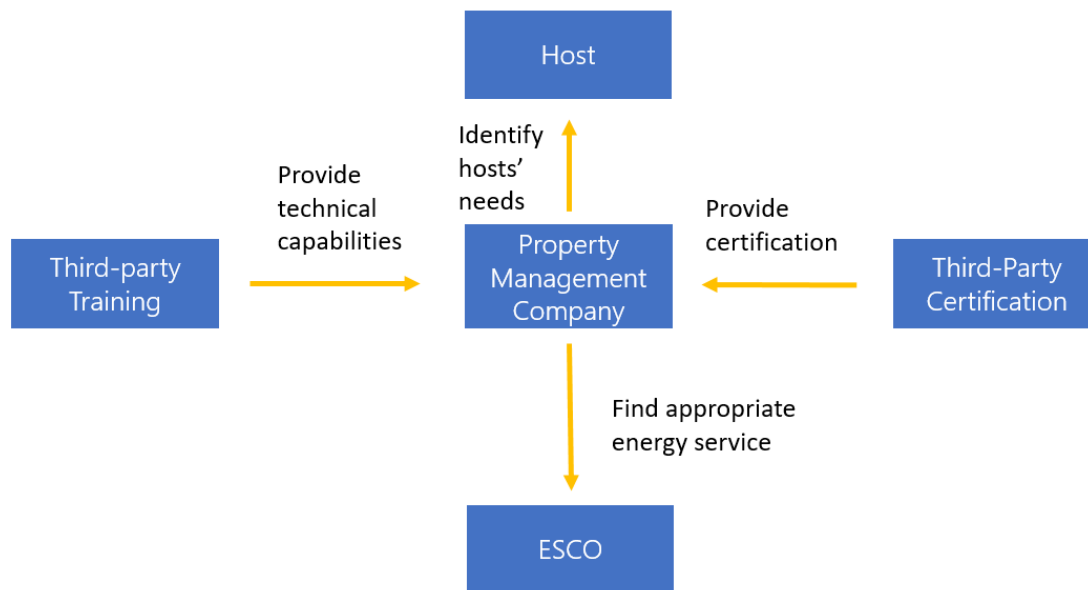 Host
Identify
hosts’
needs
Provide
technical
capabilities
Provide
certification
Third-party
Training
Property
Management
Company
Third-Party
Certification
Find appropriate
energy service
ESCO